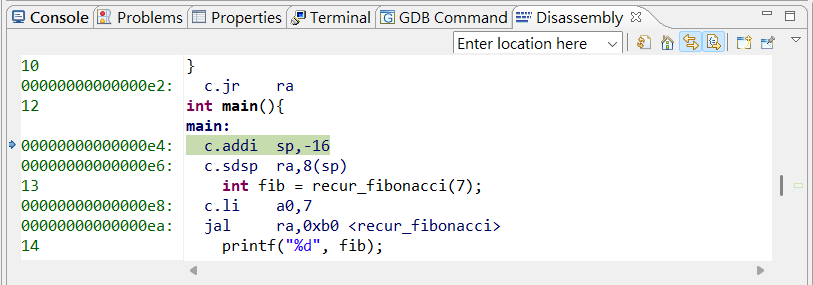 Console Problems Properties Terminal GDB Command Disassembly
Enter location here
10 }
00000000000000e2: c.jr ra
12 int main(){
main:
00000000000000e4: c.addi sp,-16
00000000000000e6: c.sdsp ra,8(sp)
13 int fib = recur_fibonacci(7);
00000000000000e8: c.li a0,7
00000000000000ea: jal ra,0xb0 <recur_fibonacci>
14 printf("%d", fib);